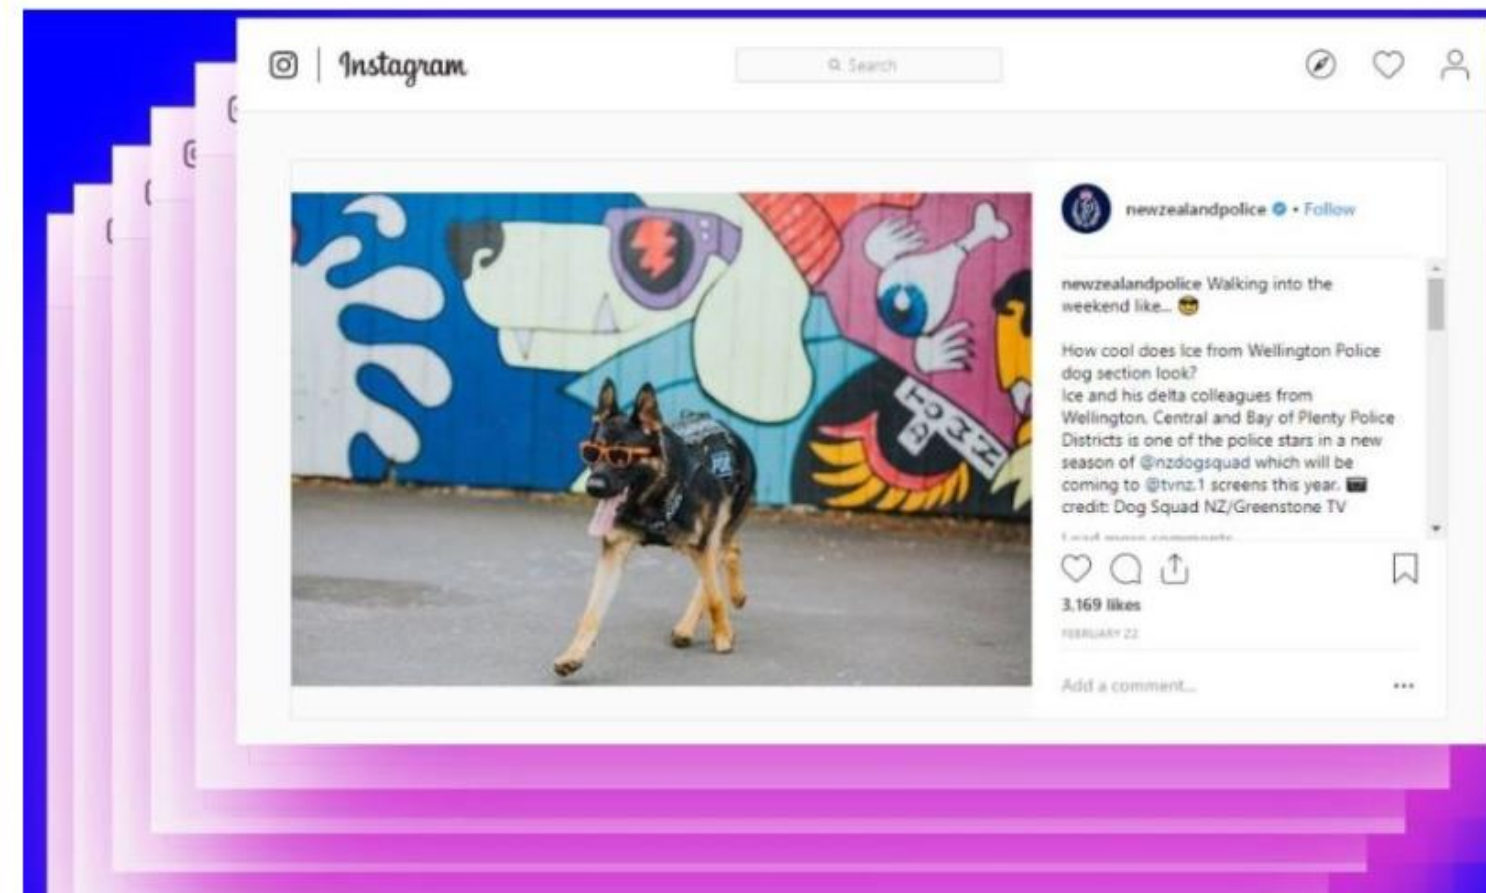 Instagram
Search
newzealandpolice • Follow
newzealandpolice Walking into the
weekend like... 😎
How cool does Ice from Wellington Police
dog section look?
Ice and his delta colleagues from
Wellington, Central and Bay of Plenty Police
Districts is one of the police stars in a new
season of @nzdogsquad which will be
coming to @tvnz.1 screens this year. 📷
credit: Dog Squad NZ/Greenstone TV
Load more comments
3,169 likes
FEBRUARY 22
Add a comment...